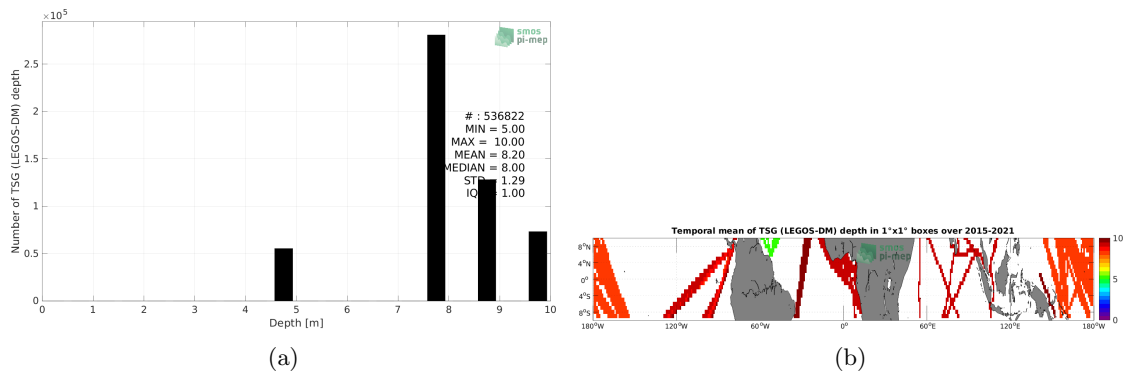 ×10⁵
smos
pi-mep
2.5
2
1.5
1
0.5
0
Number of TSG (LEGOS-DM) depth
# : 536822
MIN = 5.00
MAX = 10.00
MEAN = 8.20
MEDIAN = 8.00
STD = 1.29
= 1.00
0 1 2 3 4 5 6 7 8 9 10
Depth [m]
(a)
Temporal mean of TSG (LEGOS-DM) depth in 1°x1° boxes over 2015-2021
smos
pi-mep
8°N
4°N
0°
4°S
8°S
180°W 120°W 60°W 0° 60°E 120°E 180°W
10
5
0
(b)